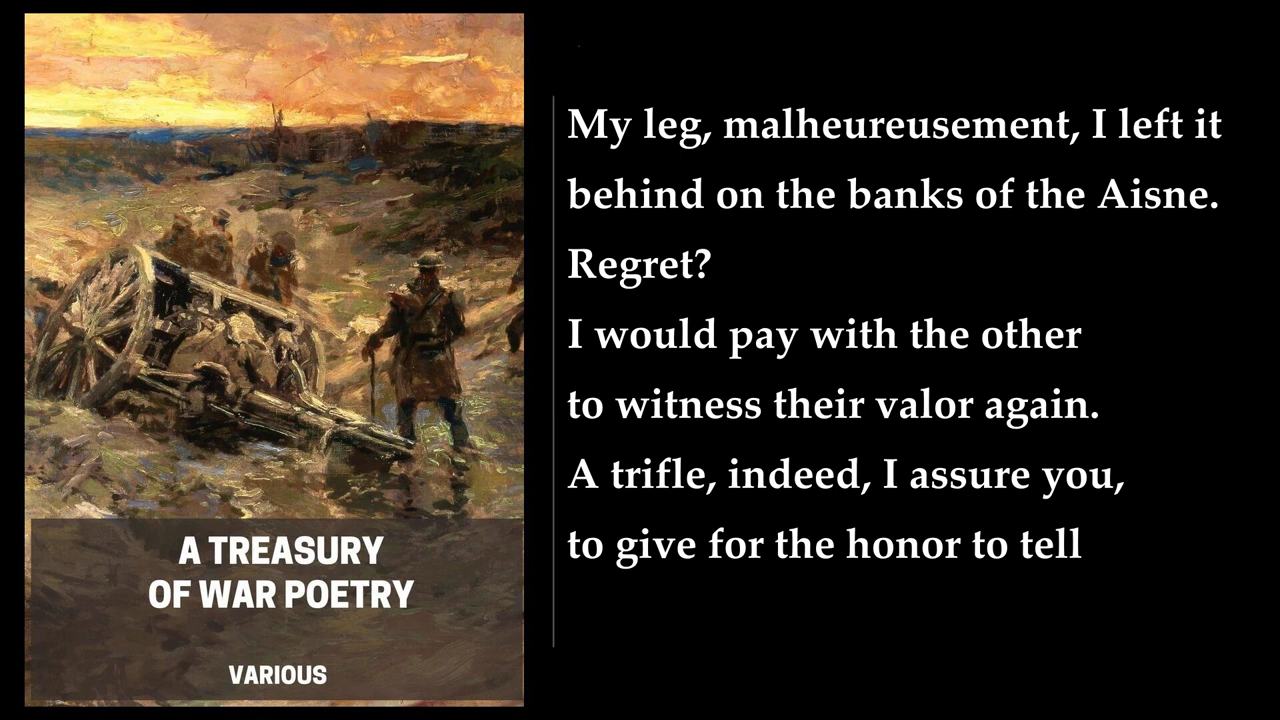 My leg, malheureusement, I left it
behind on the banks of the Aisne.
Regret?
I would pay with the other
to witness their valor again.
A trifle, indeed, I assure you,
to give for the honor to tell
A TREASURY
OF WAR POETRY
VARIOUS